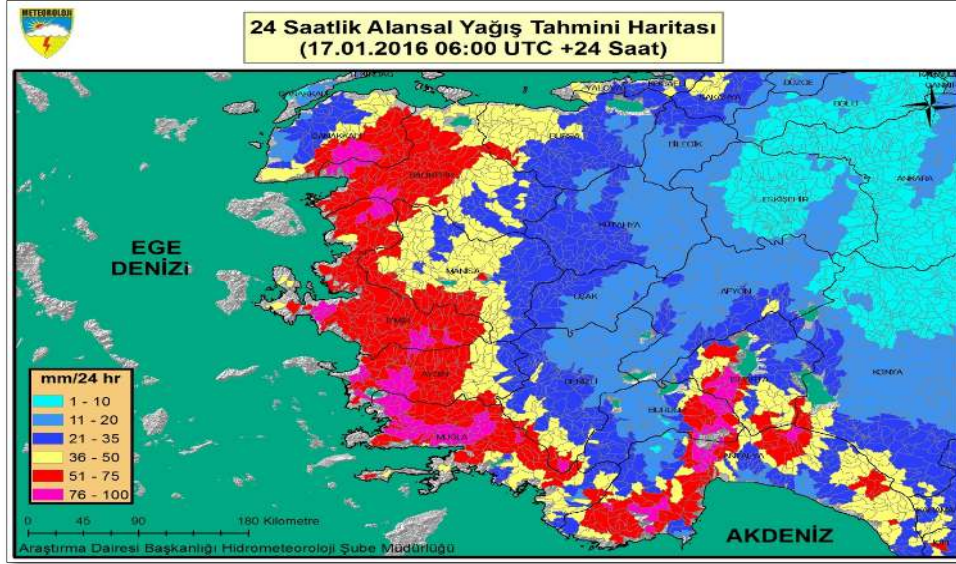 METEOROLOJİ
24 Saatlik Alansal Yağış Tahmini Haritası
(17.01.2016 06:00 UTC +24 Saat)
ÇANAKKALE
YALOVA
SAKARYA
DÜZCE
BOLU
ÇANAKKALE
BURSA
BİLECİK
BALIKESİR
ANKARA
ESKİŞEHİR
KÜTAHYA
EGE
DENİZİ
MANİSA
UŞAK
AFYON
İZMİR
AYDIN
DENİZLİ
ISPARTA
KONYA
BURDUR
MUĞLA
ANTALYA
mm/24 hr
1 - 10
11 - 20
21 - 35
36 - 50
51 - 75
76 - 100
0 45 90 180 Kilometre
AKDENİZ
Araştırma Dairesi Başkanlığı Hidrometeoroloji Şube Müdürlüğü